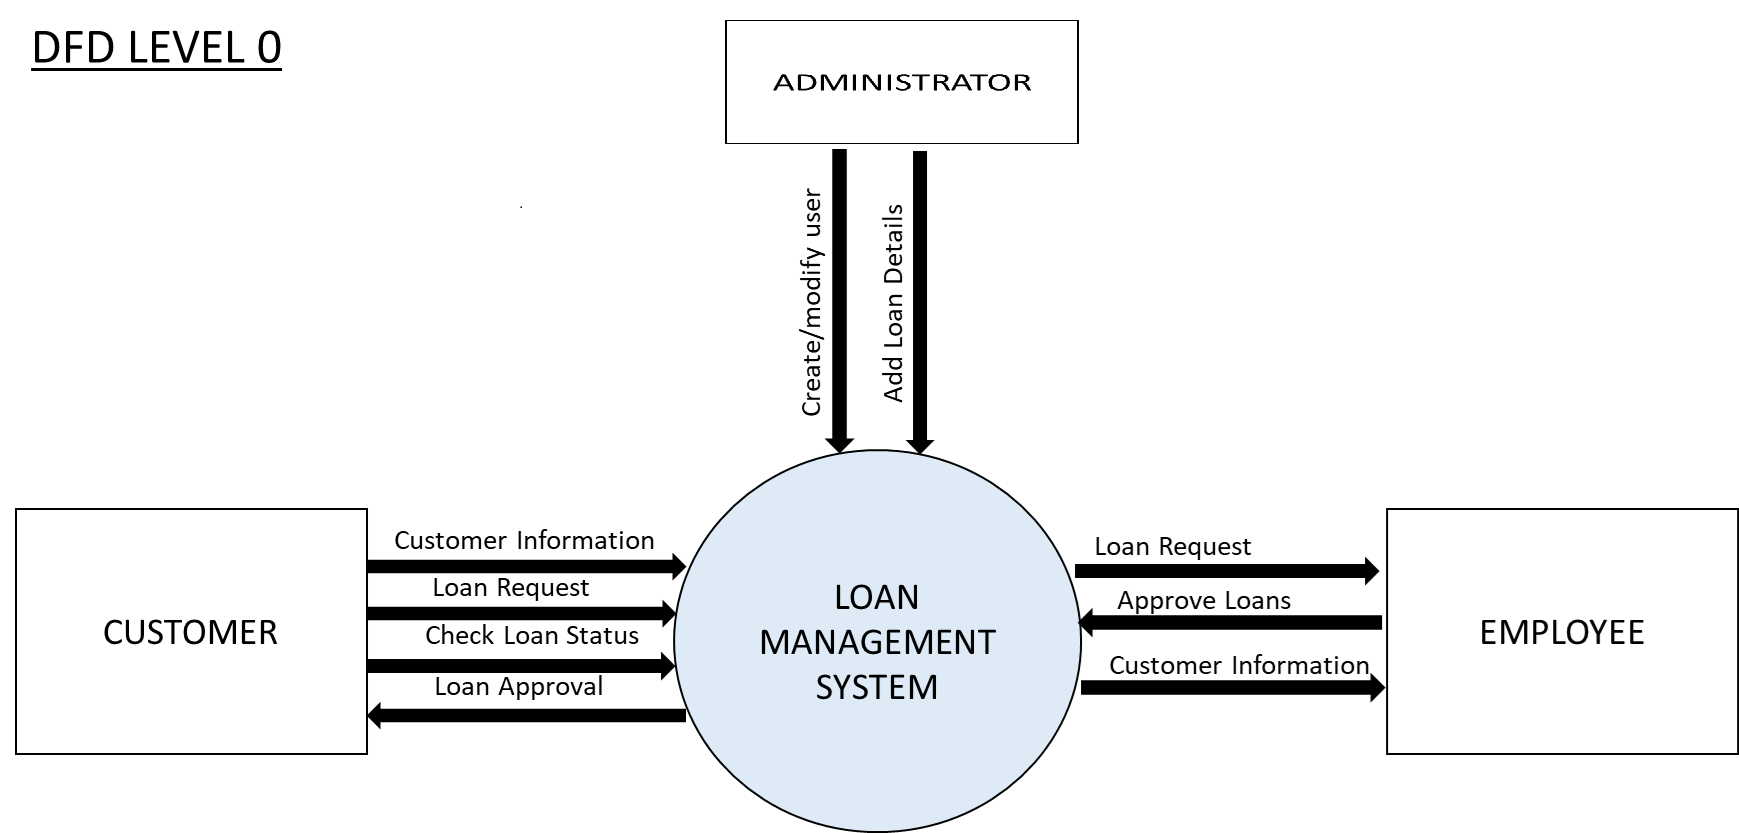 DFD LEVEL 0
ADMINISTRATOR
Create/modify user
Add Loan Details
CUSTOMER
Customer Information
Loan Request
Check Loan Status
Loan Approval
LOAN
MANAGEMENT
SYSTEM
Loan Request
Approve Loans
Customer Information
EMPLOYEE